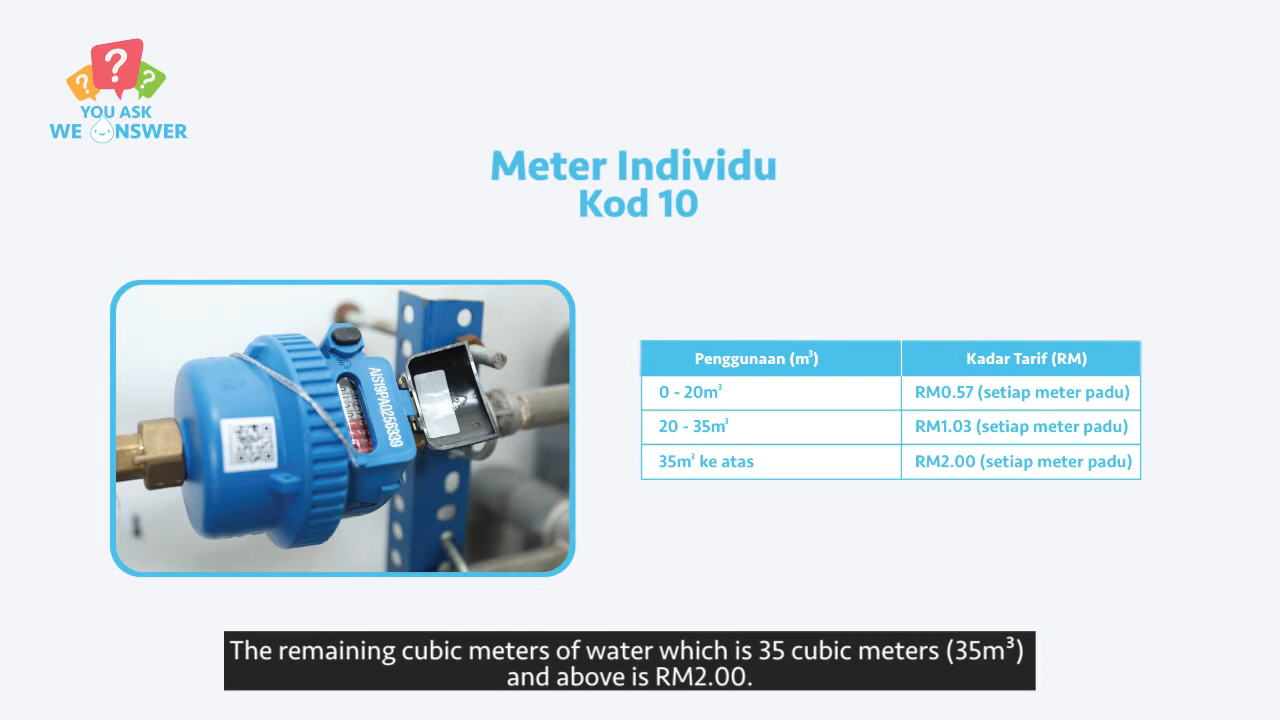 YOU ASK
WE ANSWER
Meter Individu
Kod 10
AIS19PA0256339
Penggunaan (m³) Kadar Tarif (RM)
0 - 20m³ RM0.57 (setiap meter padu)
20 - 35m³ RM1.03 (setiap meter padu)
35m³ ke atas RM2.00 (setiap meter padu)
The remaining cubic meters of water which is 35 cubic meters (35m³)
and above is RM2.00.